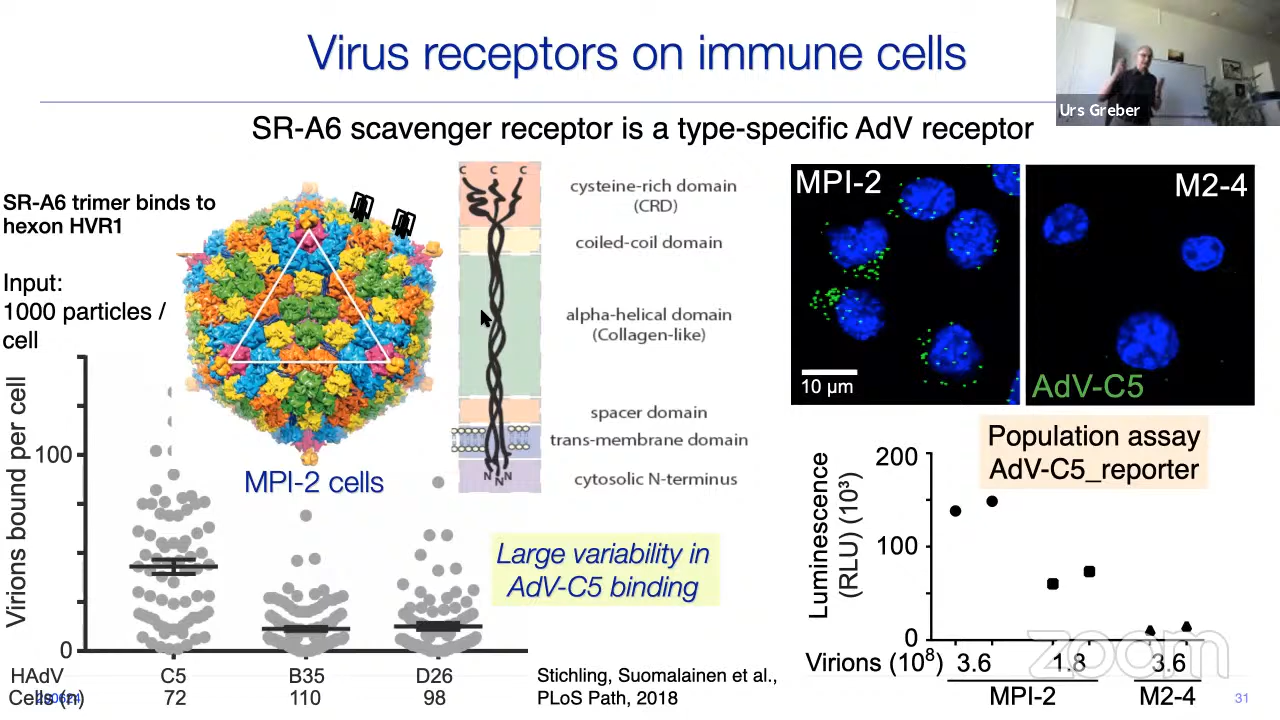 Virus receptors on immune cells
Urs Greber
SR-A6 scavenger receptor is a type-specific AdV receptor
SR-A6 trimer binds to
hexon HVR1
Input:
1000 particles /
cell
Virions bound per cell
100
0
MPI-2 cells
C C C
cysteine-rich domain
(CRD)
coiled-coil domain
alpha-helical domain
(Collagen-like)
spacer domain
trans-membrane domain
cytosolic N-terminus
N N N
Large variability in
AdV-C5 binding
HAdV C5 B35 D26
Cells (n) 72 110 98
Stichling, Suomalainen et al.,
PLoS Path, 2018
MPI-2
10 µm
M2-4
AdV-C5
Population assay
AdV-C5_reporter
Luminescence
(RLU) (10³)
200
100
0
Virions (10⁸) 3.6 1.8 3.6
MPI-2 M2-4
zoom
31